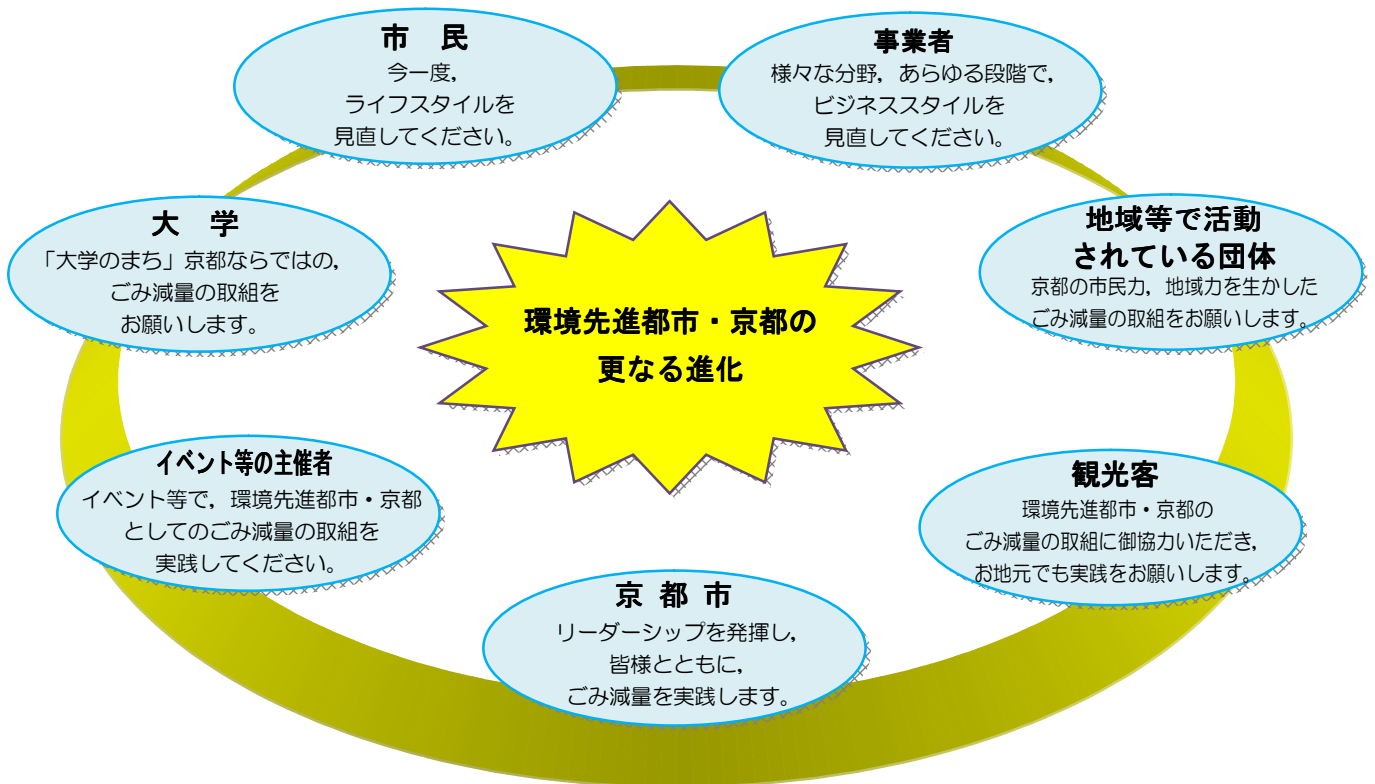 市　民
今一度，
ライフスタイルを
見直してください。
事業者
様々な分野，あらゆる段階で，
ビジネススタイルを
見直してください。
大　学
「大学のまち」京都ならではの，
ごみ減量の取組を
お願いします。
地域等で活動
されている団体
京都の市民力，地域力を生かした
ごみ減量の取組をお願いします。
環境先進都市・京都の
更なる進化
イベント等の主催者
イベント等で，環境先進都市・京都
としてのごみ減量の取組を
実践してください。
観光客
環境先進都市・京都の
ごみ減量の取組に御協力いただき，
お地元でも実践をお願いします。
京 都 市
リーダーシップを発揮し，
皆様とともに，
ごみ減量を実践します。